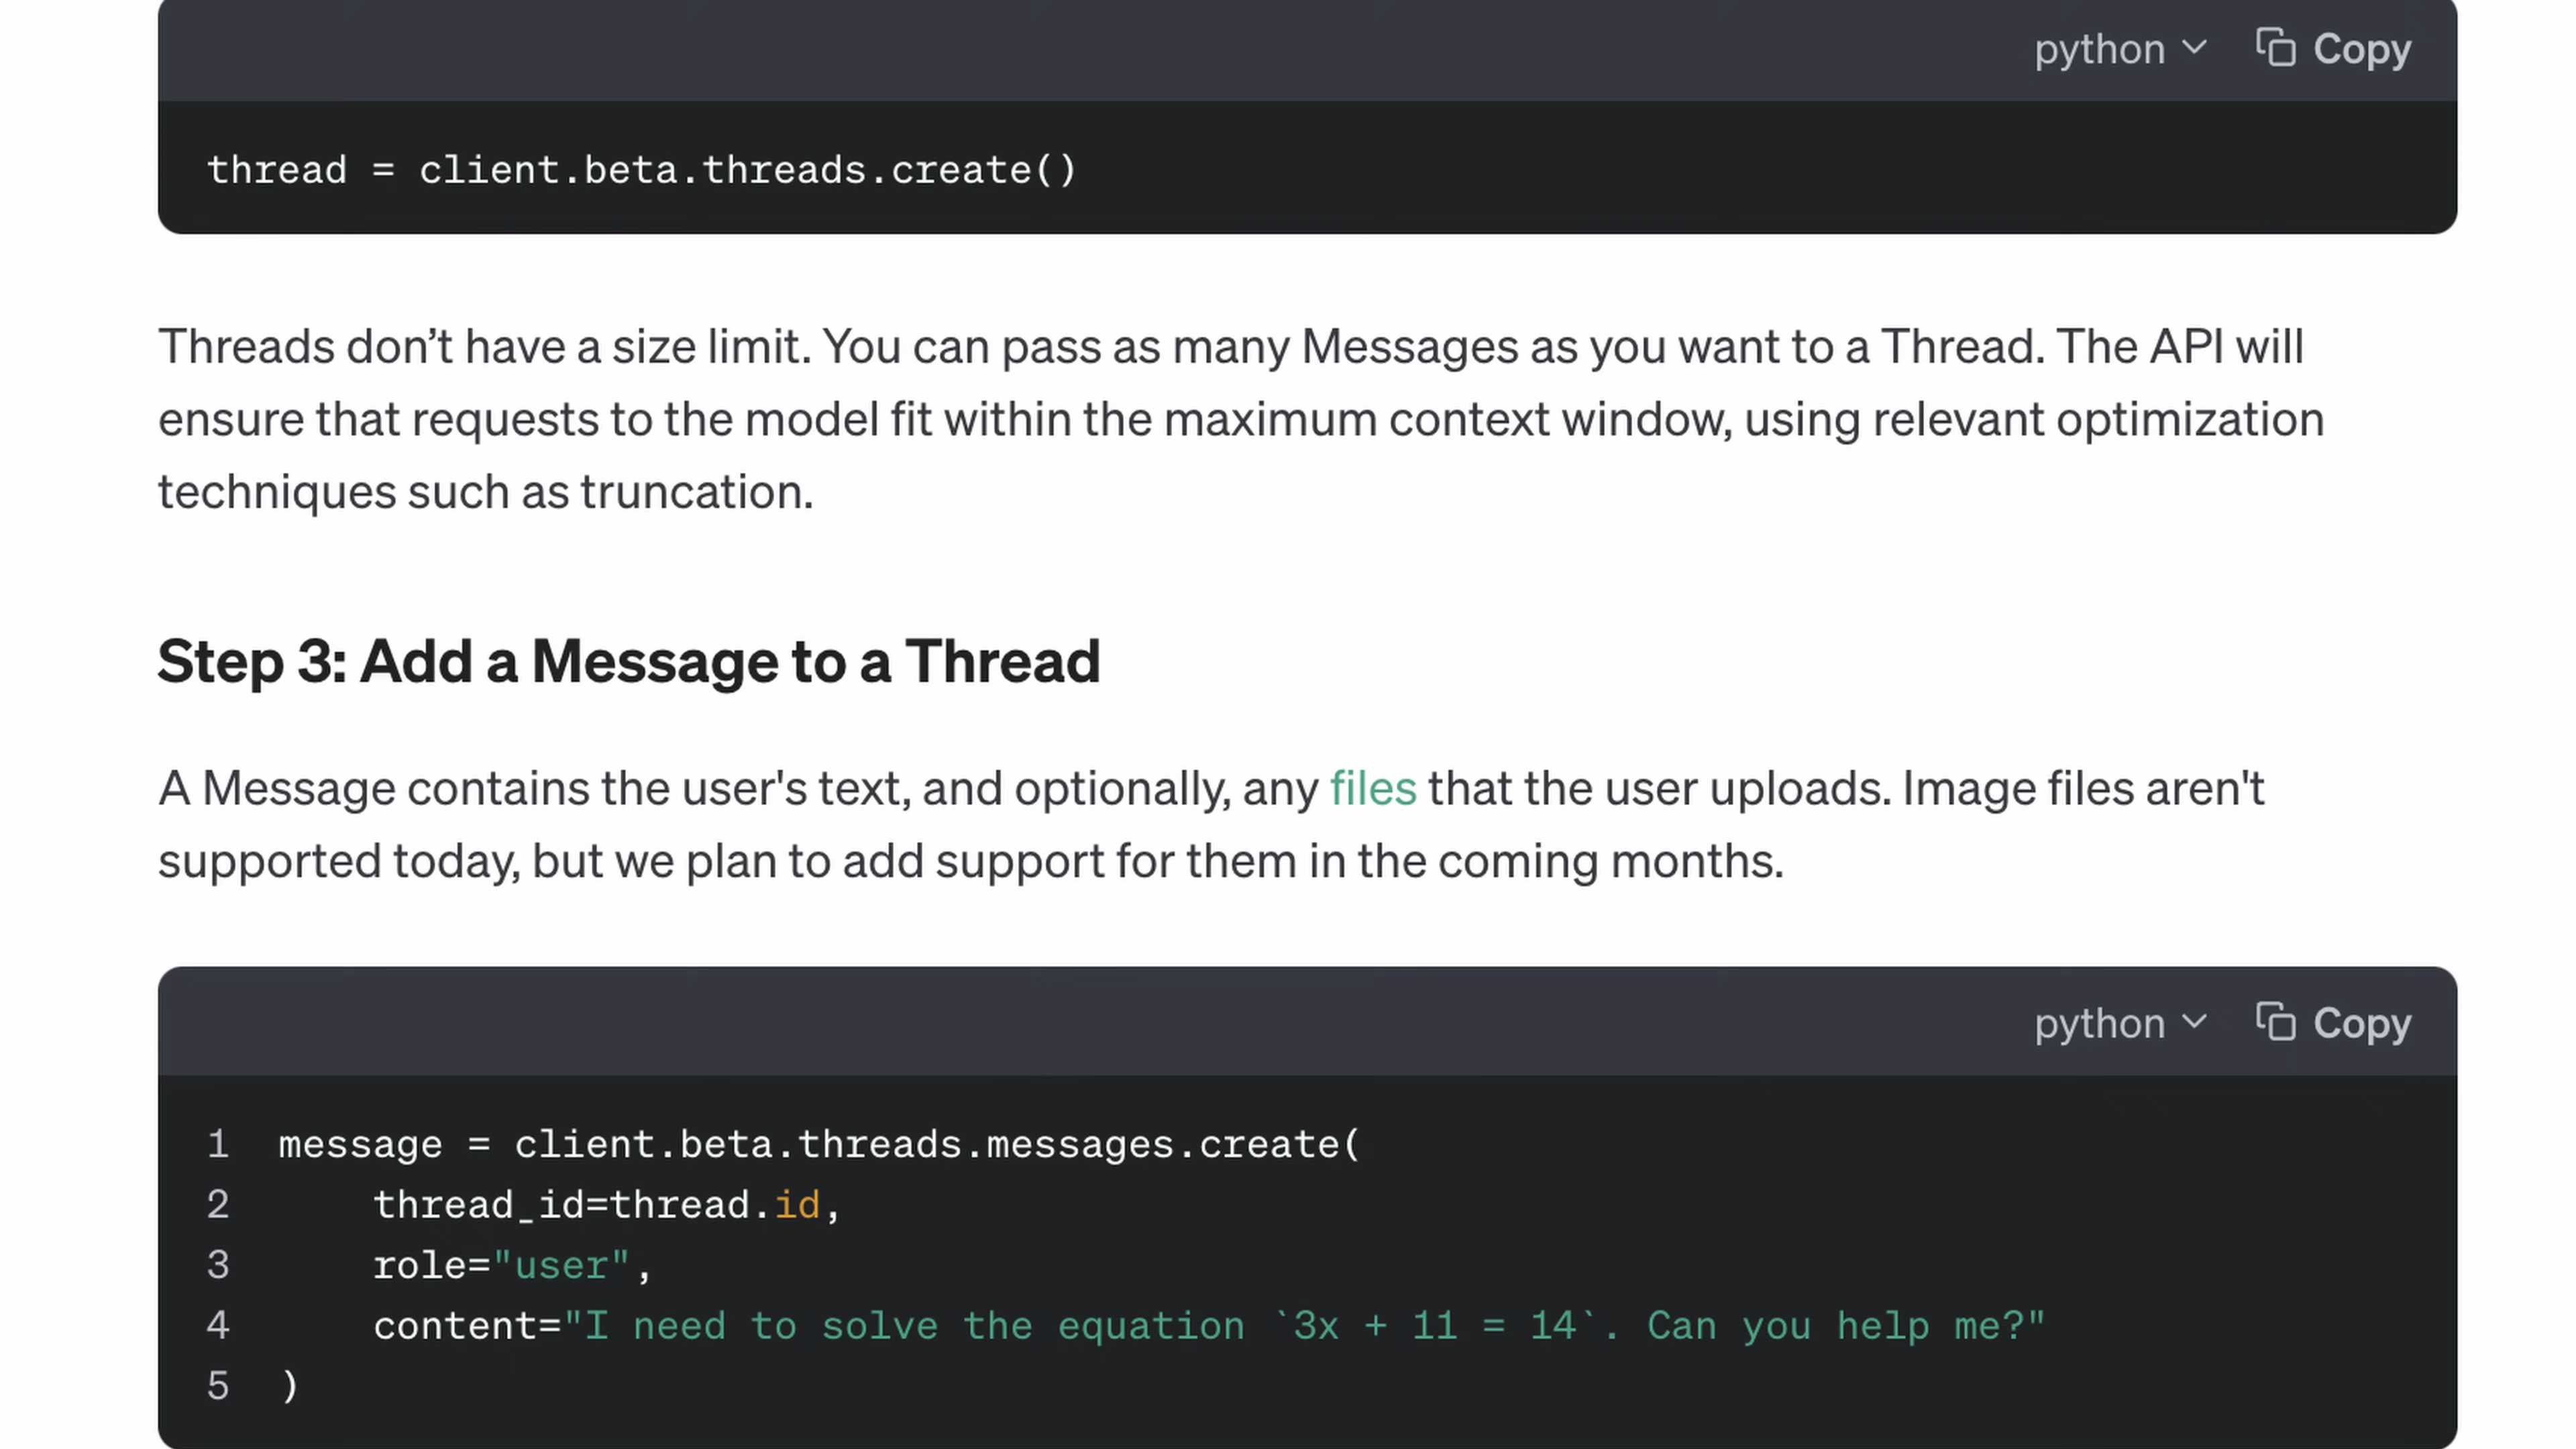 python Copy
thread = client.beta.threads.create()
Threads don’t have a size limit. You can pass as many Messages as you want to a Thread. The API will
ensure that requests to the model fit within the maximum context window, using relevant optimization
techniques such as truncation.
Step 3: Add a Message to a Thread
A Message contains the user's text, and optionally, any files that the user uploads. Image files aren't
supported today, but we plan to add support for them in the coming months.
python Copy
1 message = client.beta.threads.messages.create(
2     thread_id=thread.id,
3     role="user",
4     content="I need to solve the equation `3x + 11 = 14`. Can you help me?"
5 )